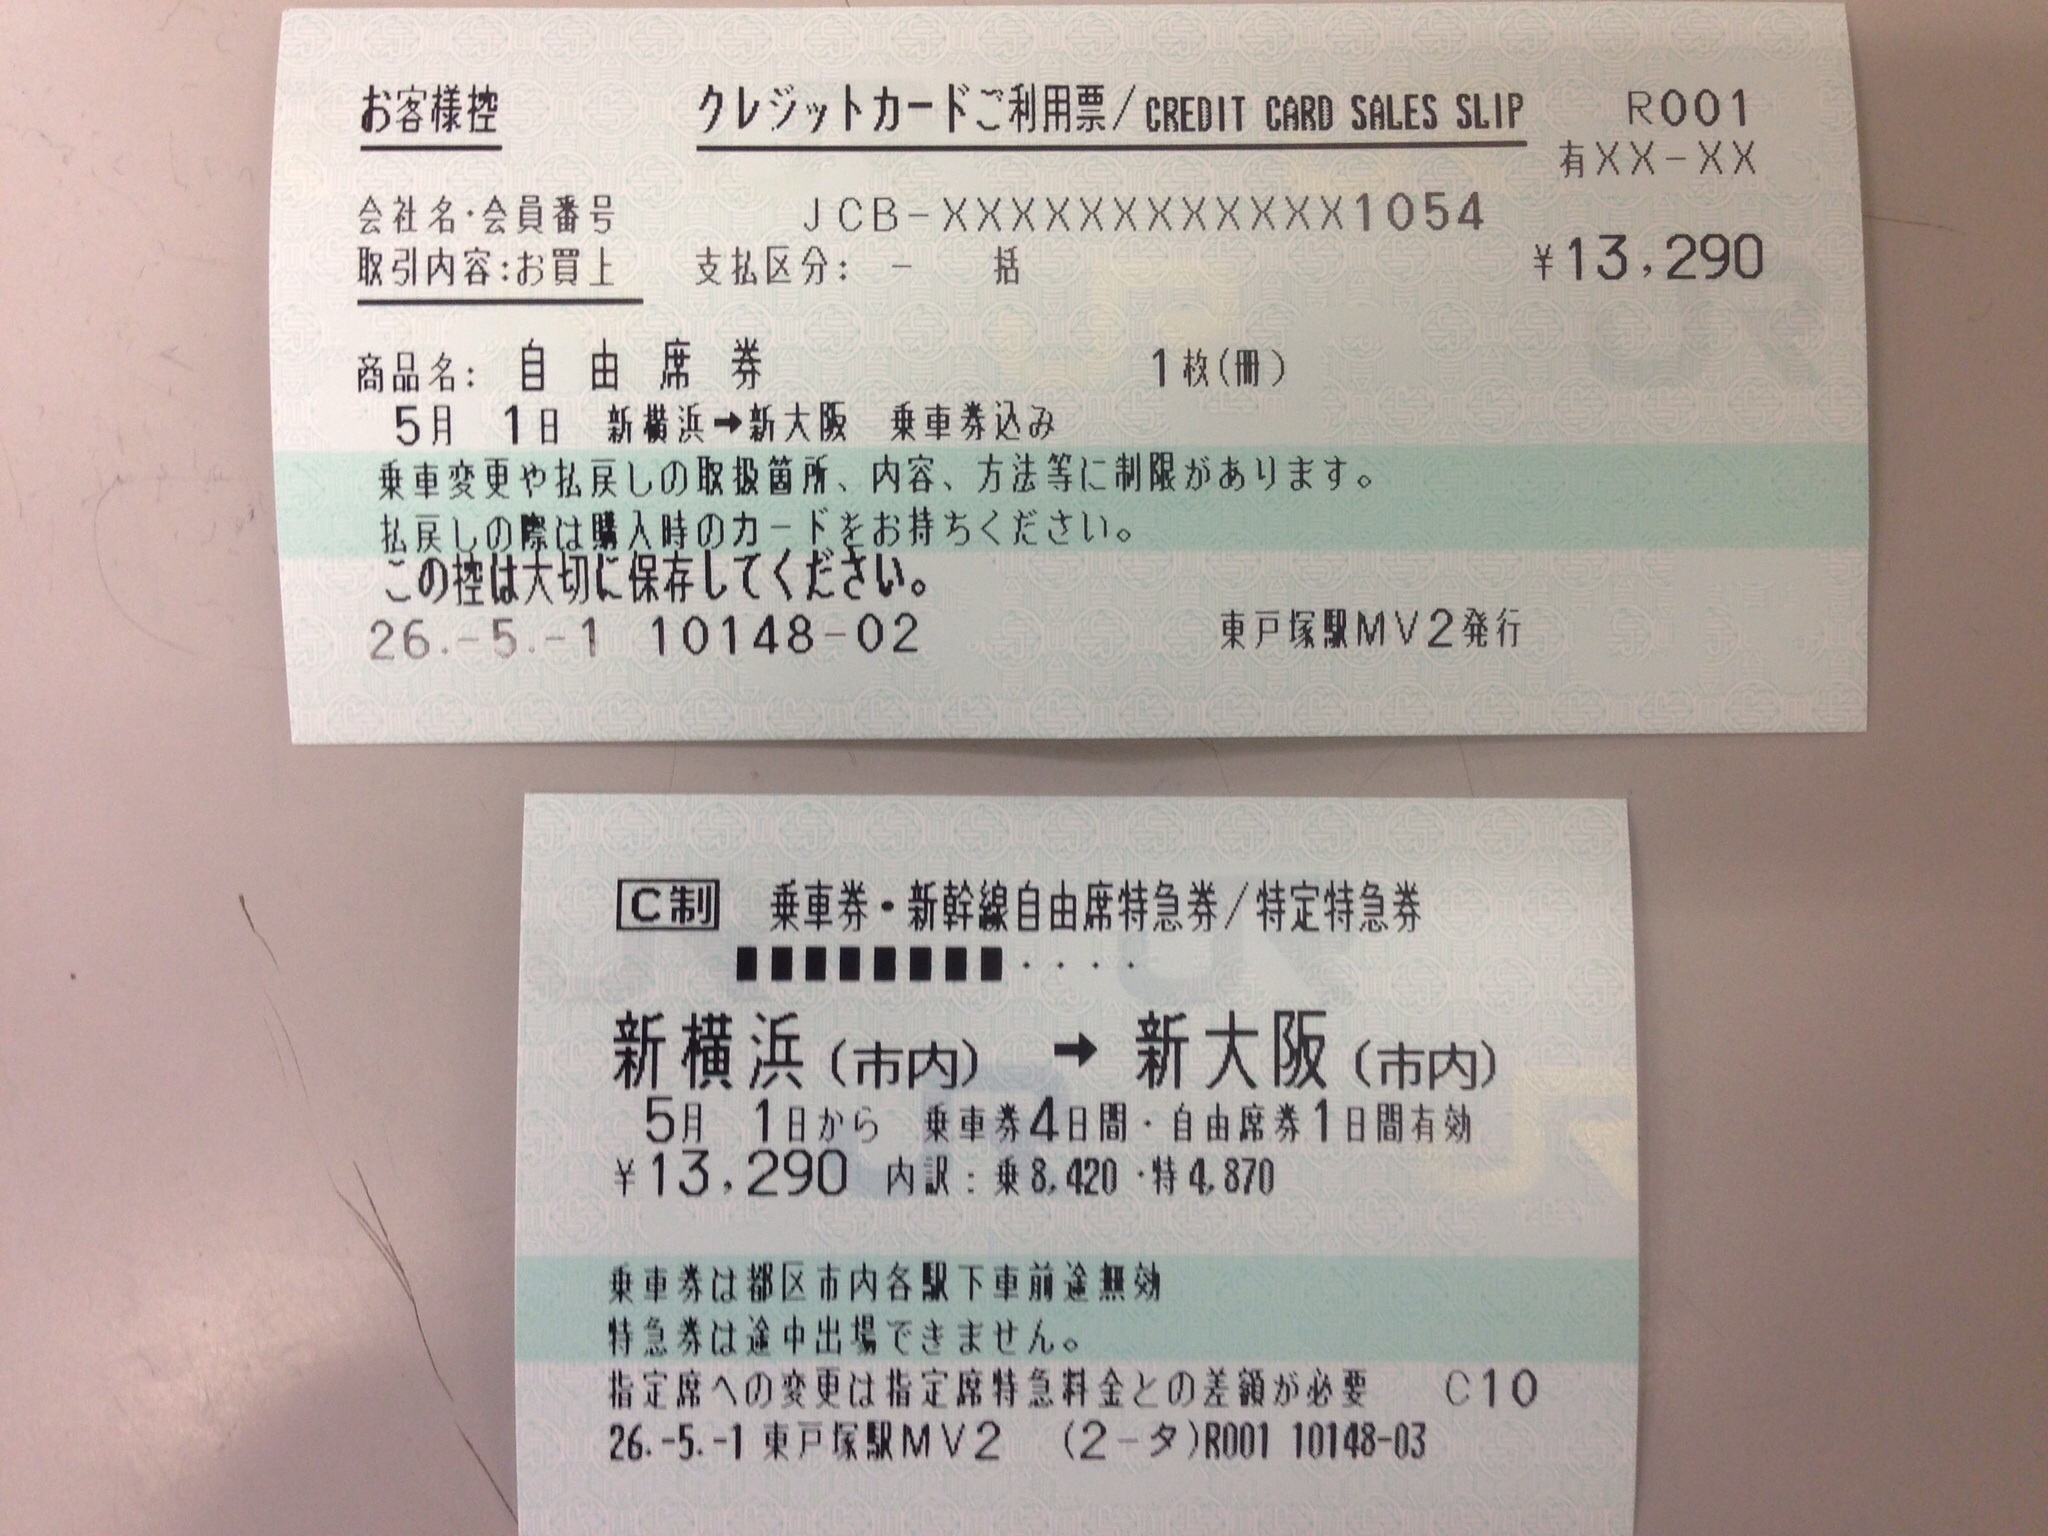 お客様控 クレジットカードご利用票/CREDIT CARD SALES SLIP R001
有XX-XX
会社名・会員番号 JCB-XXXXXXXXXXXX1054
取引内容:お買上 支払区分: 一 括 ¥13,290
商品名: 自由席券 1枚(冊)
5月 1日 新横浜➡新大阪 乗車券込み
乗車変更や払戻しの取扱箇所、内容、方法等に制限があります。
払戻しの際は購入時のカードをお持ちください。
この控は大切に保存してください。
26.-5.-1 10148-02 東戸塚駅MV2発行
C制 乗車券・新幹線自由席特急券/特定特急券
■■■■■■■■・・・・
新横浜(市内) ➡ 新大阪(市内)
5月 1日から 乗車券4日間・自由席券1日間有効
¥13,290 内訳:乗8,420・特4,870
乗車券は都区市内各駅下車前途無効
特急券は途中出場できません。
指定席への変更は指定席特急料金との差額が必要 C10
26.-5.-1 東戸塚駅MV2 (2-タ)R001 10148-03